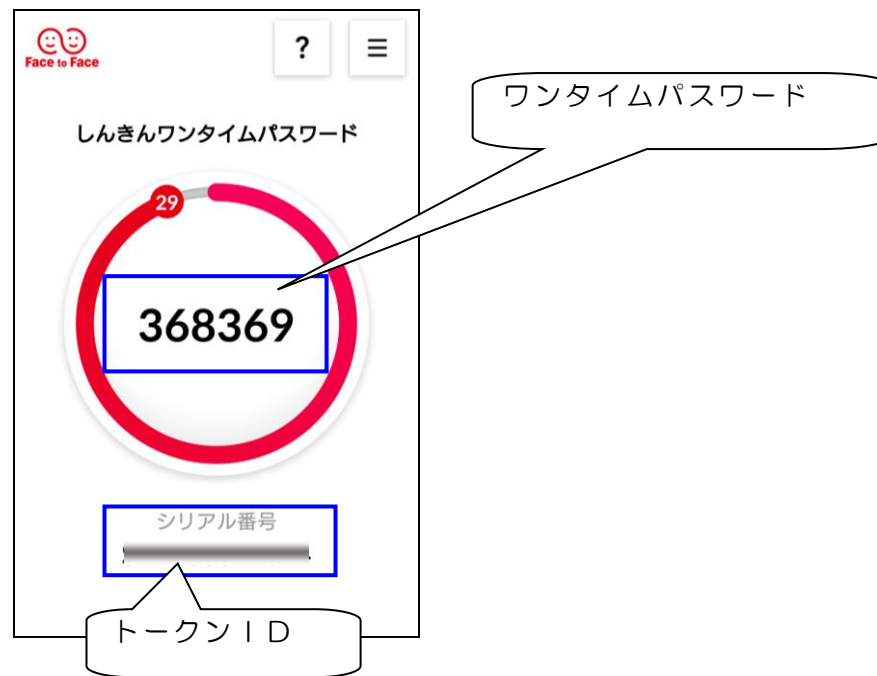 Face to Face
?
ワンタイムパスワード
しんきんワンタイムパスワード
29
368369
シリアル番号
トークンＩＤ